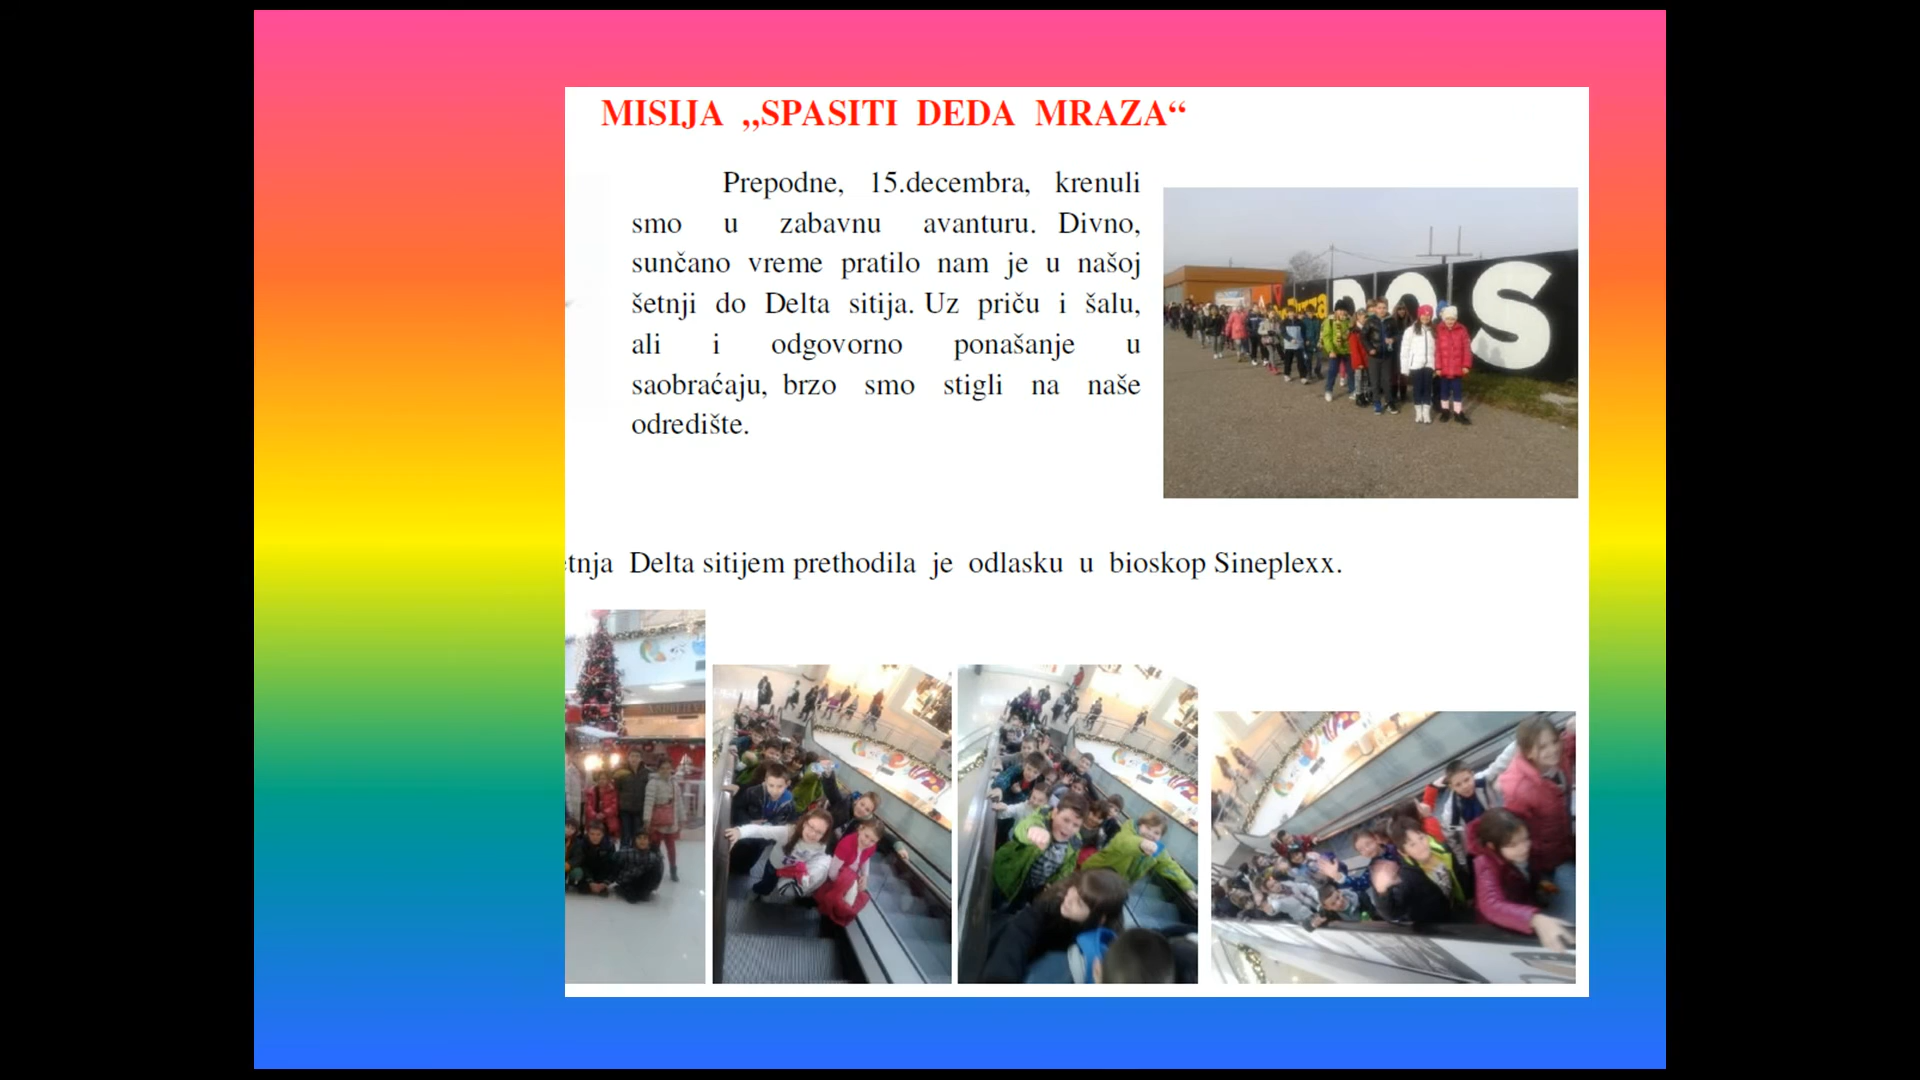 MISIJA „SPASITI DEDA MRAZA“
Prepodne, 15.decembra, krenuli
smo u zabavnu avanturu. Divno,
sunčano vreme pratilo nam je u našoj
šetnji do Delta sitija. Uz priču i šalu,
ali i odgovorno ponašanje u
saobraćaju, brzo smo stigli na naše
odredište.
etnja Delta sitijem prethodila je odlasku u bioskop Sineplexx.